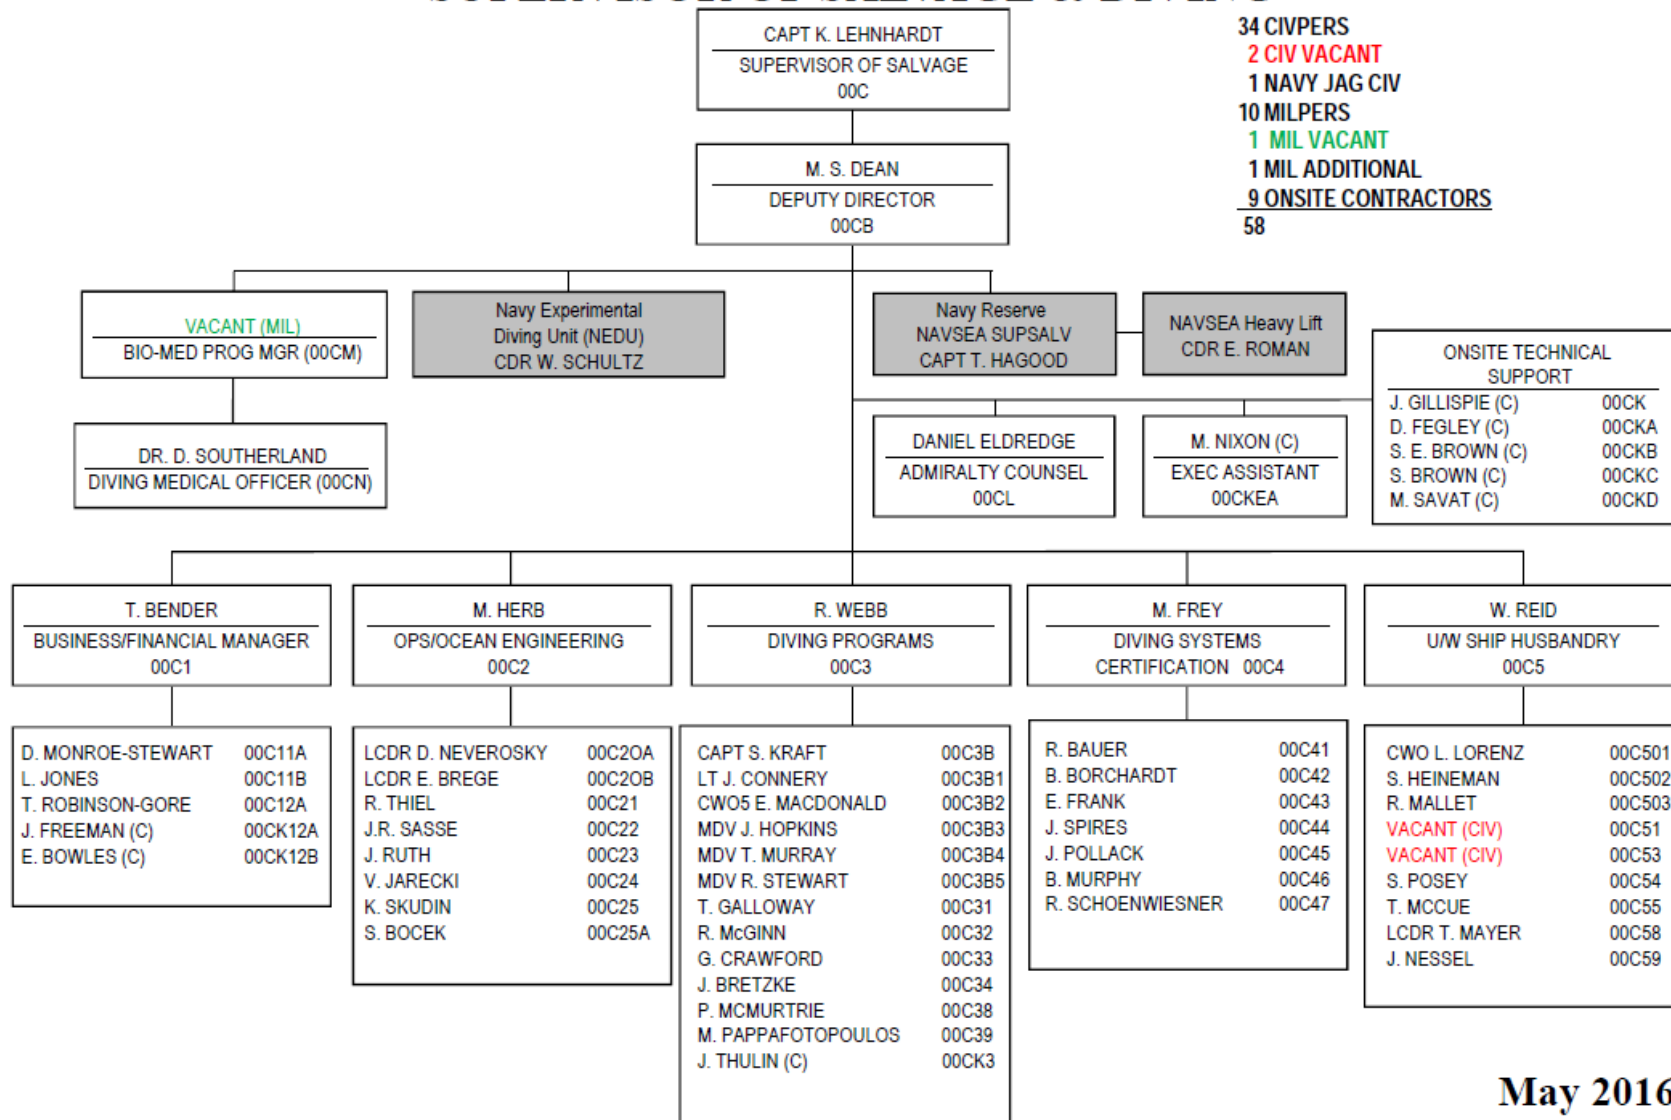 SUPERVISOR OF SALVAGE & DIVING
CAPT K. LEHNHARDT
SUPERVISOR OF SALVAGE
00C
34 CIVPERS
2 CIV VACANT
1 NAVY JAG CIV
10 MILPERS
1 MIL VACANT
1 MIL ADDITIONAL
9 ONSITE CONTRACTORS
58
M. S. DEAN
DEPUTY DIRECTOR
00CB
VACANT (MIL)
BIO-MED PROG MGR (00CM)
Navy Experimental
Diving Unit (NEDU)
CDR W. SCHULTZ
Navy Reserve
NAVSEA SUPSALV
CAPT T. HAGOOD
NAVSEA Heavy Lift
CDR E. ROMAN
ONSITE TECHNICAL
SUPPORT
J. GILLISPIE (C) 00CK
D. FEGLEY (C) 00CKA
S. E. BROWN (C) 00CKB
S. BROWN (C) 00CKC
M. SAVAT (C) 00CKD
DR. D. SOUTHERLAND
DIVING MEDICAL OFFICER (00CN)
DANIEL ELDREDGE
ADMIRALTY COUNSEL
00CL
M. NIXON (C)
EXEC ASSISTANT
00CKEA
T. BENDER
BUSINESS/FINANCIAL MANAGER
00C1
M. HERB
OPS/OCEAN ENGINEERING
00C2
R. WEBB
DIVING PROGRAMS
00C3
M. FREY
DIVING SYSTEMS
CERTIFICATION 00C4
W. REID
U/W SHIP HUSBANDRY
00C5
D. MONROE-STEWART 00C11A
L. JONES 00C11B
T. ROBINSON-GORE 00C12A
J. FREEMAN (C) 00CK12A
E. BOWLES (C) 00CK12B
LCDR D. NEVEROSKY 00C2OA
LCDR E. BREGE 00C2OB
R. THIEL 00C21
J.R. SASSE 00C22
J. RUTH 00C23
V. JARECKI 00C24
K. SKUDIN 00C25
S. BOCEK 00C25A
CAPT S. KRAFT 00C3B
LT J. CONNERY 00C3B1
CWO5 E. MACDONALD 00C3B2
MDV J. HOPKINS 00C3B3
MDV T. MURRAY 00C3B4
MDV R. STEWART 00C3B5
T. GALLOWAY 00C31
R. McGINN 00C32
G. CRAWFORD 00C33
J. BRETZKE 00C34
P. MCMURTRIE 00C38
M. PAPPAFOTOPOULOS 00C39
J. THULIN (C) 00CK3
R. BAUER 00C41
B. BORCHARDT 00C42
E. FRANK 00C43
J. SPIRES 00C44
J. POLLACK 00C45
B. MURPHY 00C46
R. SCHOENWIESNER 00C47
CWO L. LORENZ 00C501
S. HEINEMAN 00C502
R. MALLET 00C503
VACANT (CIV) 00C51
VACANT (CIV) 00C53
S. POSEY 00C54
T. MCCUE 00C55
LCDR T. MAYER 00C58
J. NESSEL 00C59
May 2016